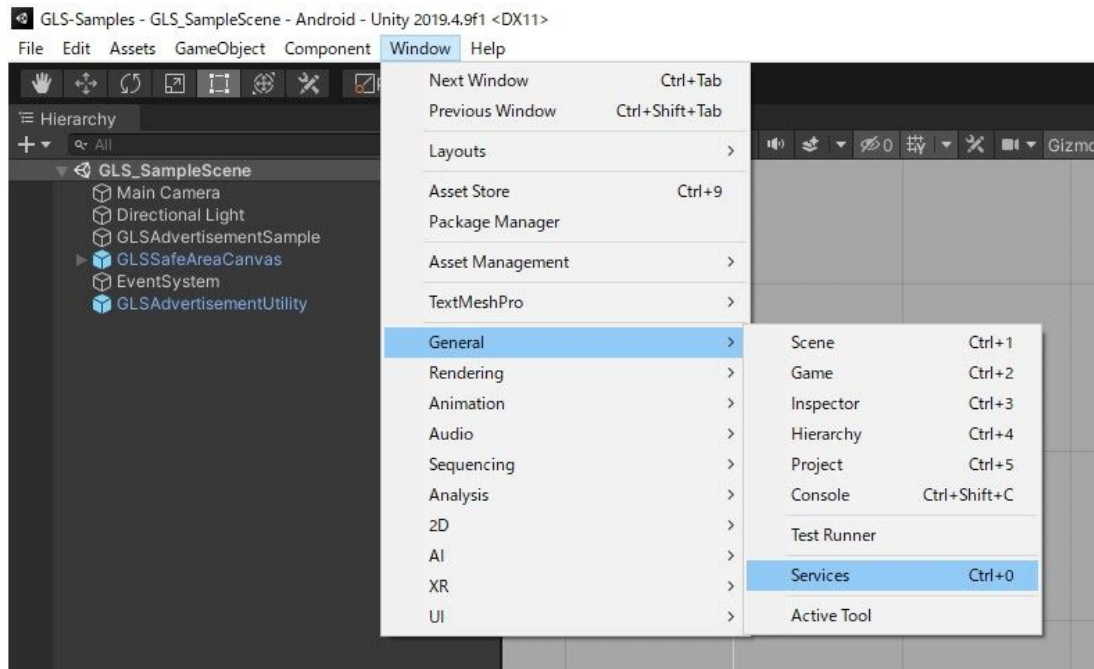 GLS-Samples - GLS_SampleScene - Android - Unity 2019.4.9f1 <DX11>
File Edit Assets GameObject Component Window Help
Hierarchy
All
GLS_SampleScene
Main Camera
Directional Light
GLSAdvertisementSample
GLSSafeAreaCanvas
EventSystem
GLSAdvertisementUtility
Next Window Ctrl+Tab
Previous Window Ctrl+Shift+Tab
Layouts
Asset Store Ctrl+9
Package Manager
Asset Management
TextMeshPro
General
Rendering
Animation
Audio
Sequencing
Analysis
2D
AI
XR
UI
Scene Ctrl+1
Game Ctrl+2
Inspector Ctrl+3
Hierarchy Ctrl+4
Project Ctrl+5
Console Ctrl+Shift+C
Test Runner
Services Ctrl+0
Active Tool
0